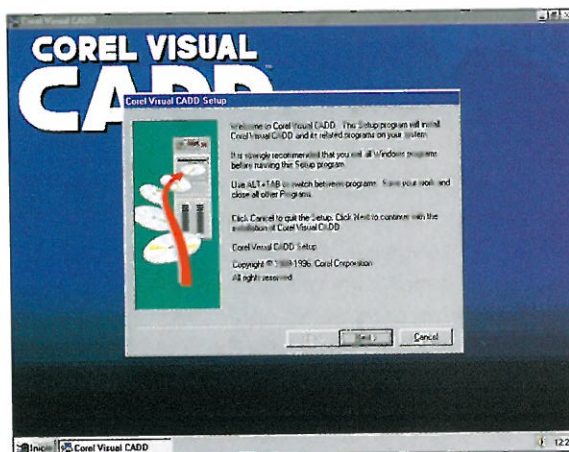 Corel Visual CADD
COREL VISUAL
CADD
Corel Visual CADD Setup
Welcome to Corel Visual CADD. This Setup program will install
Corel Visual CADD and its related programs on your system.
It is strongly recommended that you exit all Windows programs
before running this Setup program.
Use ALT+TAB to switch between programs. Save your work and
close all other Programs.
Click Cancel to quit the Setup. Click Next to continue with the
installation of Corel Visual CADD.
Corel Visual CADD Setup
Copyright © -1996, Corel Corporation
All rights reserved.
Next >
Cancel
Inicio
Corel Visual CADD
12:2